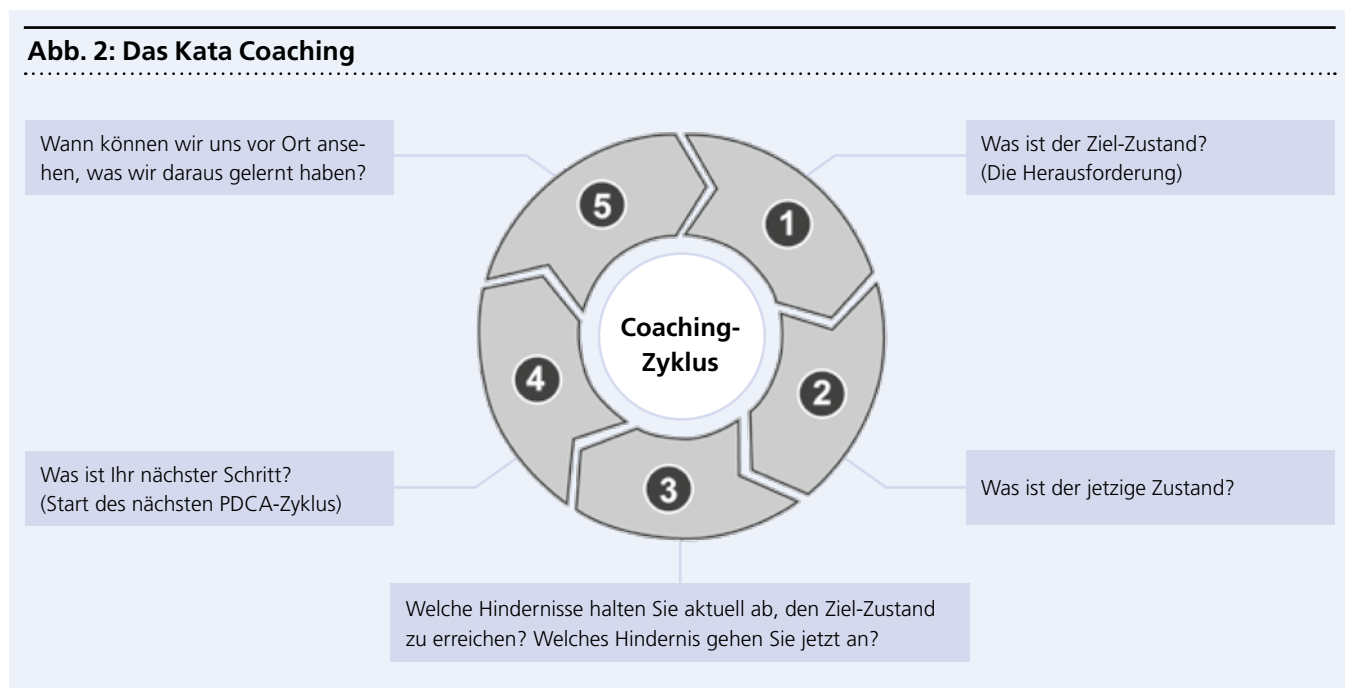 Abb. 2: Das Kata Coaching
Wann können wir uns vor Ort anse-
hen, was wir daraus gelernt haben?
Was ist der Ziel-Zustand?
(Die Herausforderung)
5
1
Coaching-
Zyklus
4
2
Was ist Ihr nächster Schritt?
(Start des nächsten PDCA-Zyklus)
3
Was ist der jetzige Zustand?
Welche Hindernisse halten Sie aktuell ab, den Ziel-Zustand
zu erreichen? Welches Hindernis gehen Sie jetzt an?